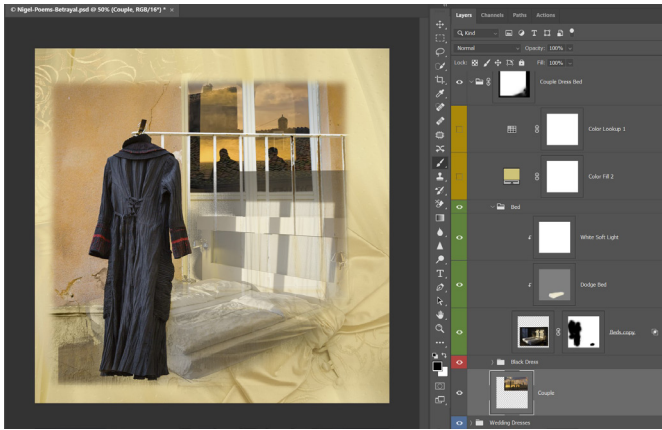 © Nigel-Poems-Betrayal.psd @ 50% (Couple, RGB/16*) * ×
Layers Channels Paths Actions
Kind
Normal Opacity: 100%
Lock: Fill: 100%
Couple Dress Bed
Color Lookup 1
Color Fill 2
Bed
White Soft Light
Dodge Bed
Beds copy
Black Dress
Couple
Wedding Dresses